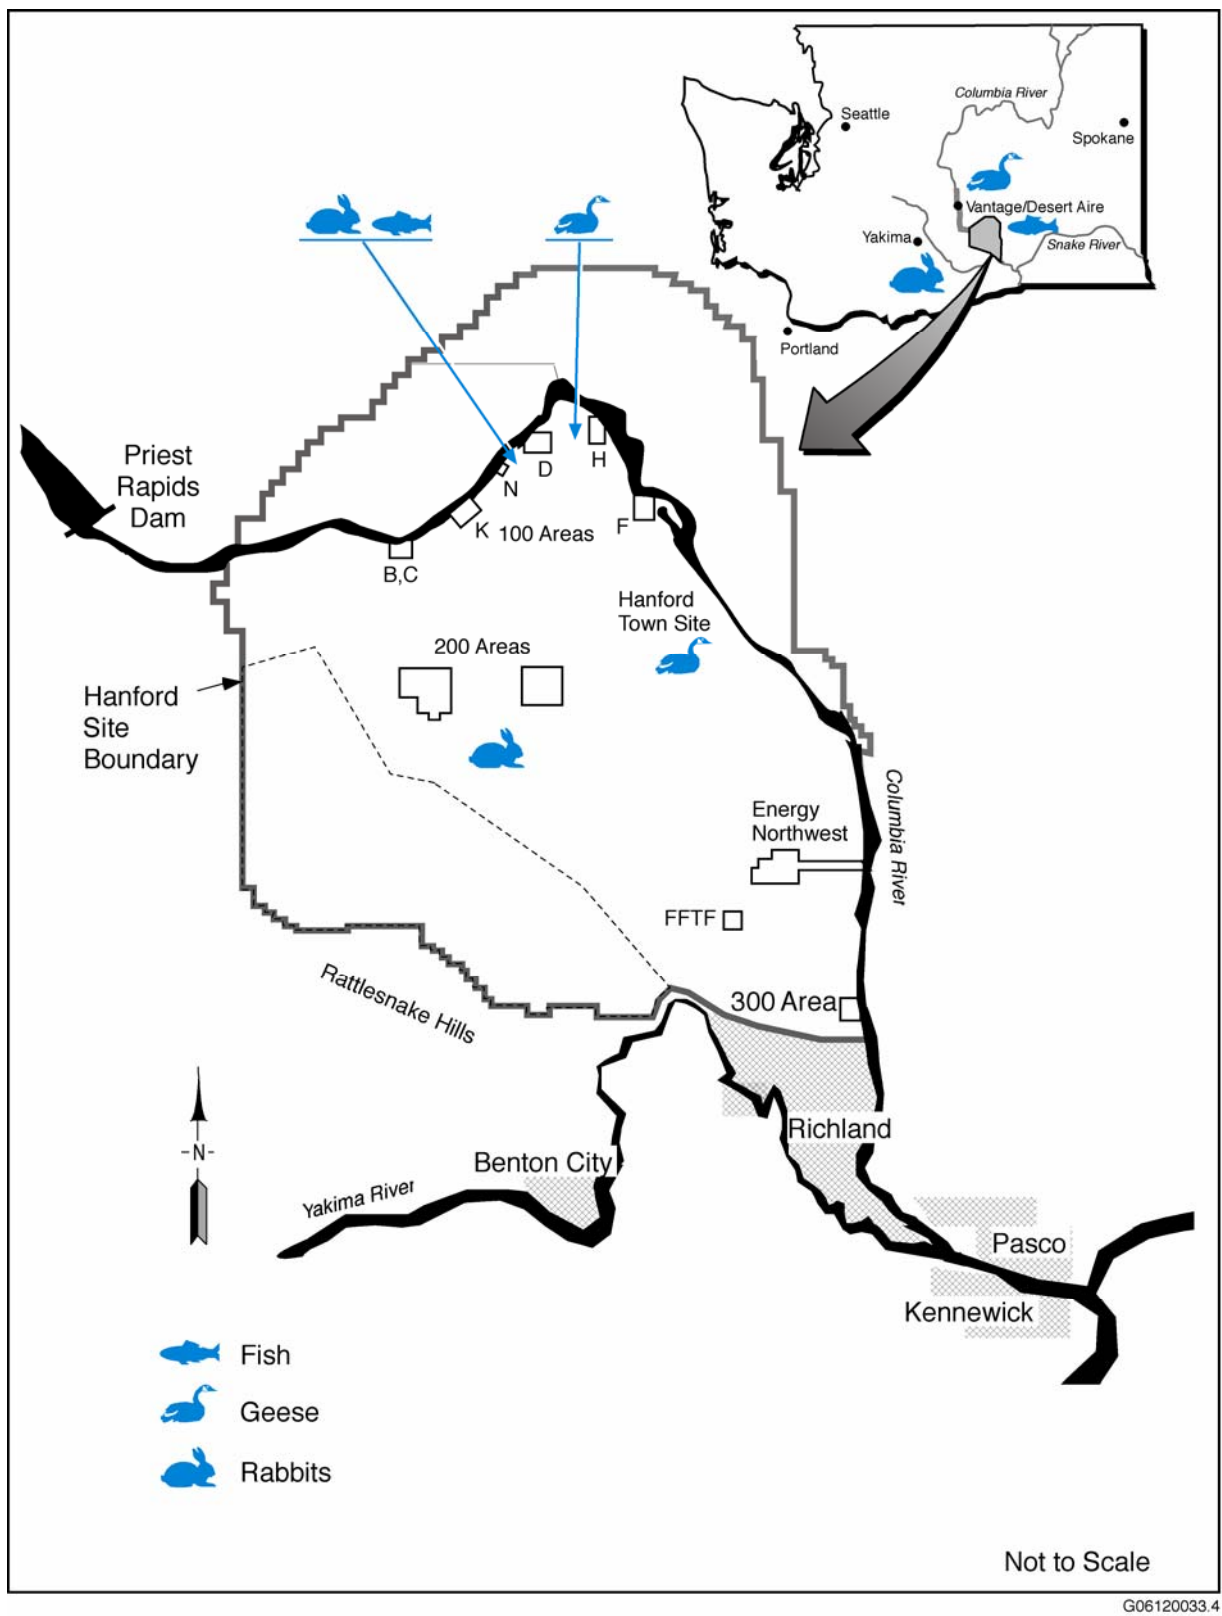 Columbia River
Seattle
Spokane
Vantage/Desert Aire
Yakima
Snake River
Portland
Priest
Rapids
Dam
D
H
N
K
100 Areas
F
B,C
Hanford
Town Site
200 Areas
Hanford
Site
Boundary
Columbia River
Energy
Northwest
FFTF
Rattlesnake Hills
300 Area
-N-
Richland
Benton City
Yakima River
Pasco
Kennewick
Fish
Geese
Rabbits
Not to Scale
G06120033.4